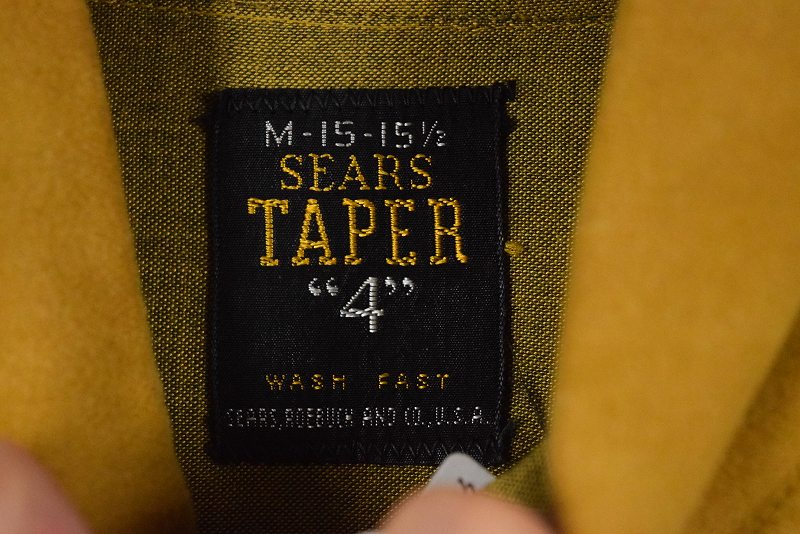 M-15-15½
SEARS
TAPER
“4”
WASH FAST
SEARS, ROEBUCK AND CO., U.S.A.